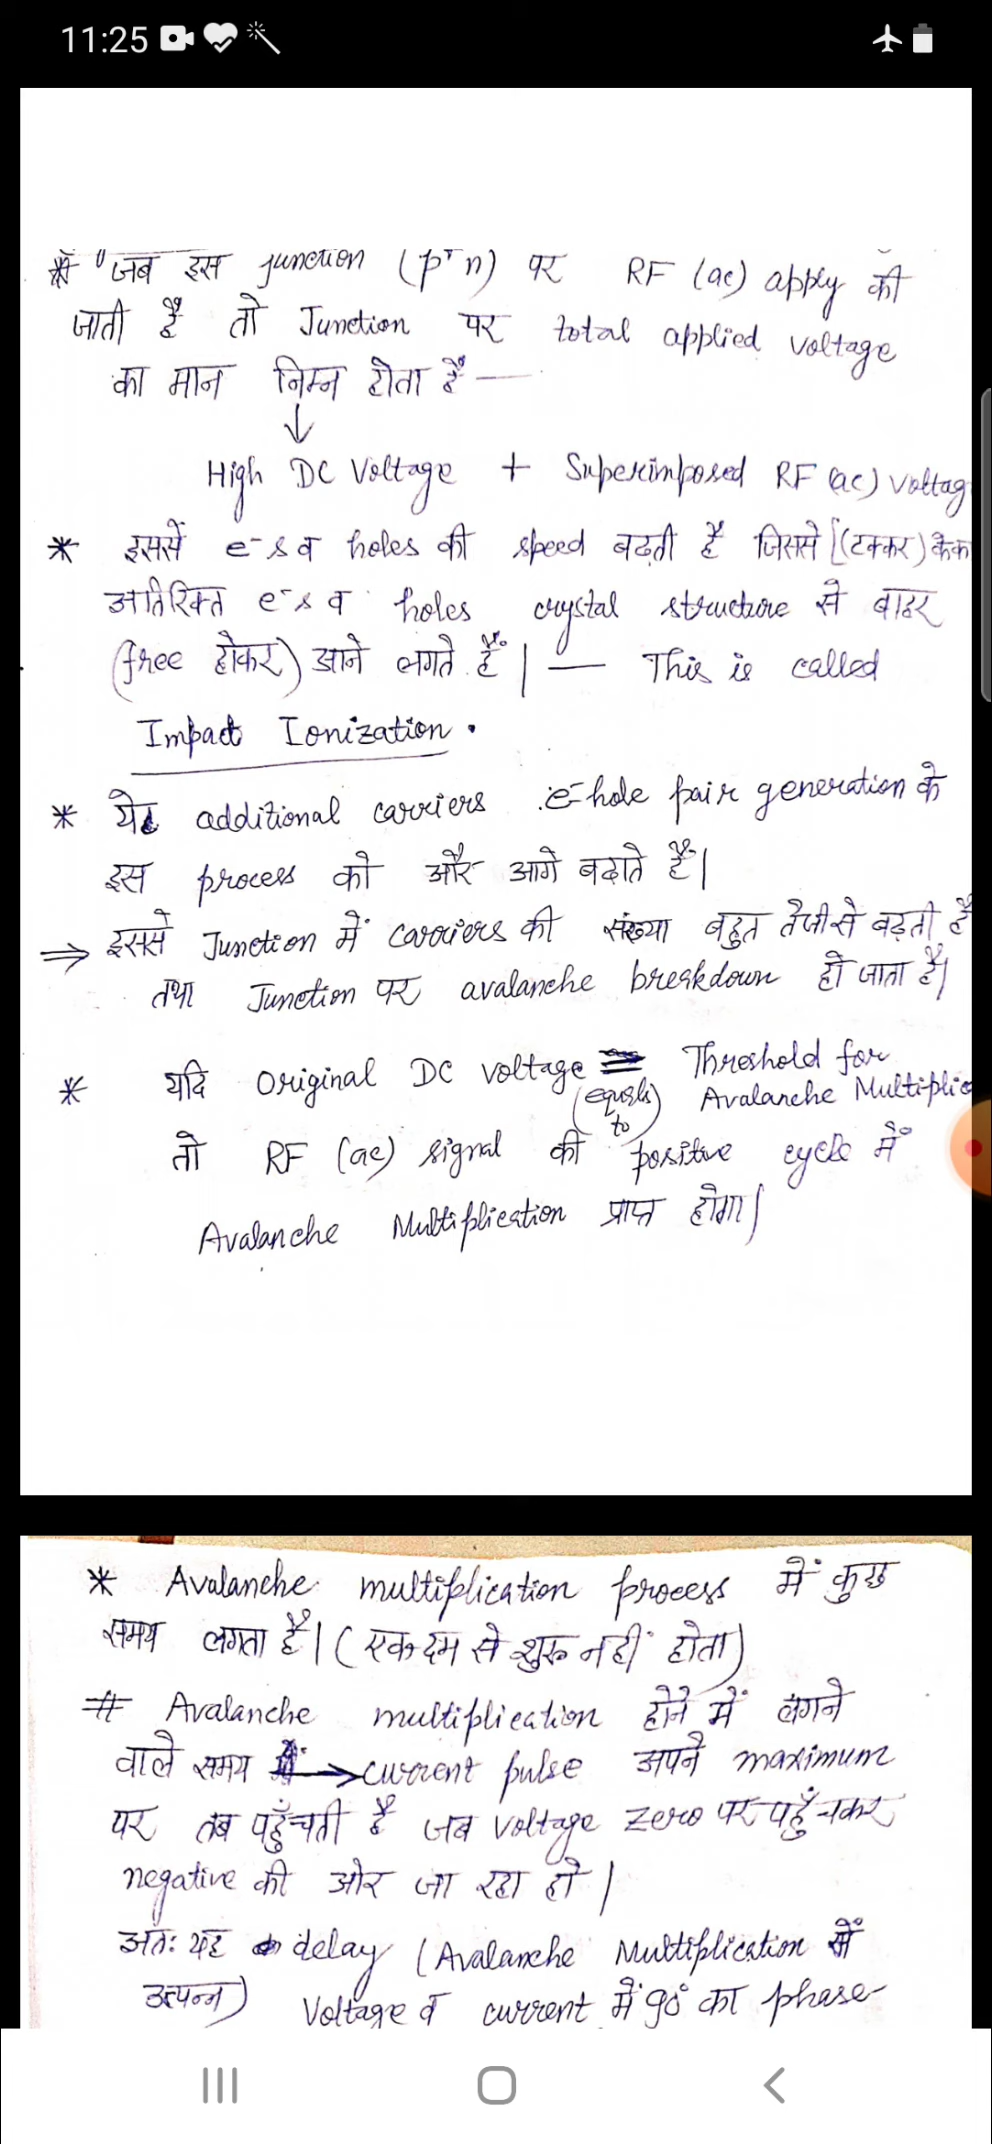 11:25
* जब इस junction (p⁺n) पर RF (ac) apply की
जाती है तो Junction पर total applied voltage
का मान निम्न होता है —
↓
High DC Voltage + Superimposed RF (ac) voltag
* इससे e⁻s व holes की speed बढती है जिससे [(टक्कर)
अतिरिक्त e⁻s व holes crystal structure से बाहर
(free होकर) आने लगते हैं। — This is called
Impact Ionization.
* ये additional carriers e-hole pair generation के
इस process को और आगे बढाते हैं।
⇒ इससे Junction में carriers की संख्या बहुत तेजी से बढ़ती है
तथा Junction पर avalanche breakdown हो जाता है।
* यदि Original DC voltage = Threshold for
(equals to) Avalanche Multiplic
तो RF (ac) signal की positive cycle में
Avalanche Multiplication प्राप्त होगा।
* Avalanche multiplication process में कुछ
समय लगता है। (एकदम से शुरू नहीं होता)
# Avalanche multiplication होने में लगने
वाले समय → current pulse अपने maximum
पर तब पहुँचती है जब voltage zero पर पहुँचकर
negative की ओर जा रहा हो।
अतः यह delay (Avalanche Multiplication में
उत्पन्न) Voltage व current में 90° का phase